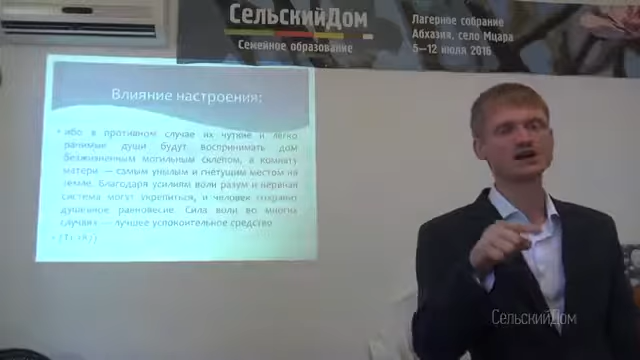 СельскийДом
Семейное образование
Лагерное собрание
Абхазия, село Мцара
5—12 июля 2016
Влияние настроения:
• ибо в противном случае их чуткие и легко
ранимые души будут воспринимать дом
безжизненным могильным склепом, а комнату
матери — самым унылым и гнетущим местом на
земле. Благодаря усилиям воли разум и нервная
система могут укрепиться, и человек сохранит
душевное равновесие. Сила воли во многих
случаях — лучшее успокоительное средство
СельскийДом